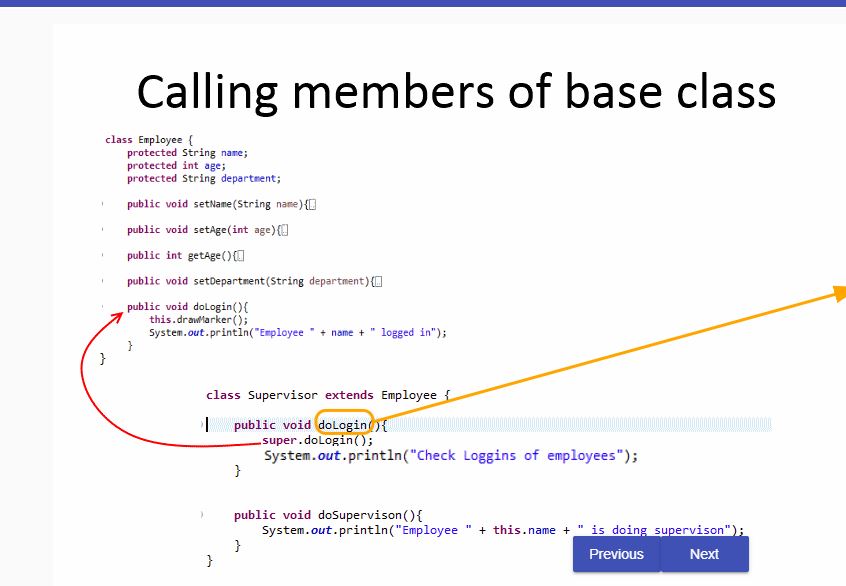 Calling members of base class
class Employee {
protected String name;
protected int age;
protected String department;
public void setName(String name){
public void setAge(int age){
public int getAge(){
public void setDepartment(String department){
public void doLogin(){
this.drawMarker();
System.out.println("Employee " + name + " logged in");
}
}
class Supervisor extends Employee {
public void doLogin(){
super.doLogin();
System.out.println("Check Loggins of employees");
}
public void doSupervison(){
System.out.println("Employee " + this.name + " is doing supervison");
}
}
Previous Next